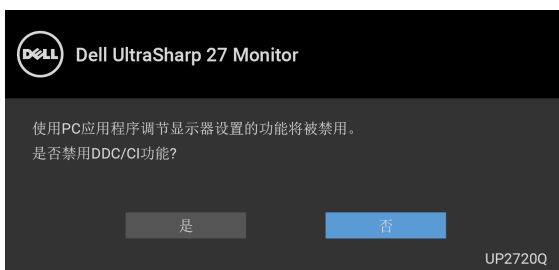 DELL
Dell UltraSharp 27 Monitor
使用PC应用程序调节显示器设置的功能将被禁用。
是否禁用DDC/CI功能?
是
否
UP2720Q